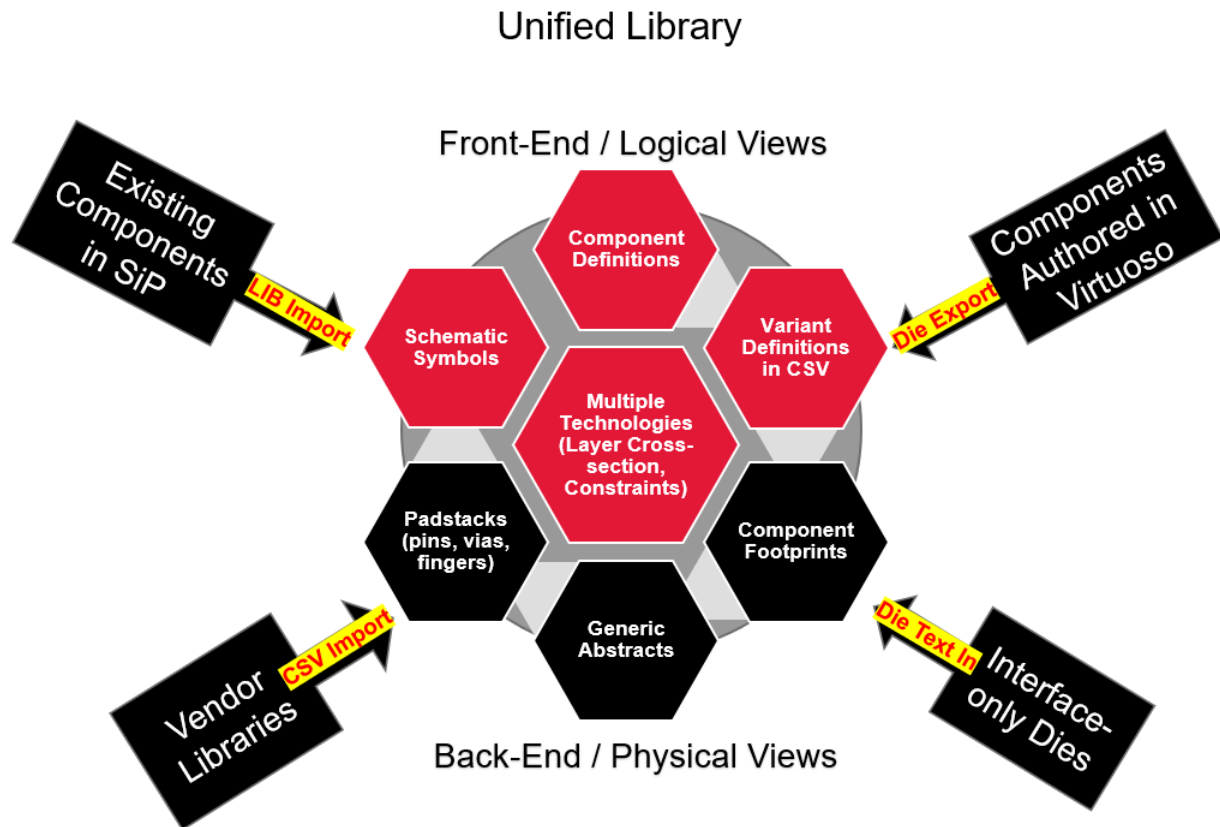 Unified Library
Front-End / Logical Views
Existing
Components
in SiP
LIB Import
Components
Authored in
Virtuoso
Die Export
Component
Definitions
Schematic
Symbols
Variant
Definitions
in CSV
Multiple
Technologies
(Layer Cross-
section,
Constraints)
Padstacks
(pins, vias,
fingers)
Component
Footprints
Generic
Abstracts
CSV Import
Vendor
Libraries
Die Text In
Interface-
only Dies
Back-End / Physical Views